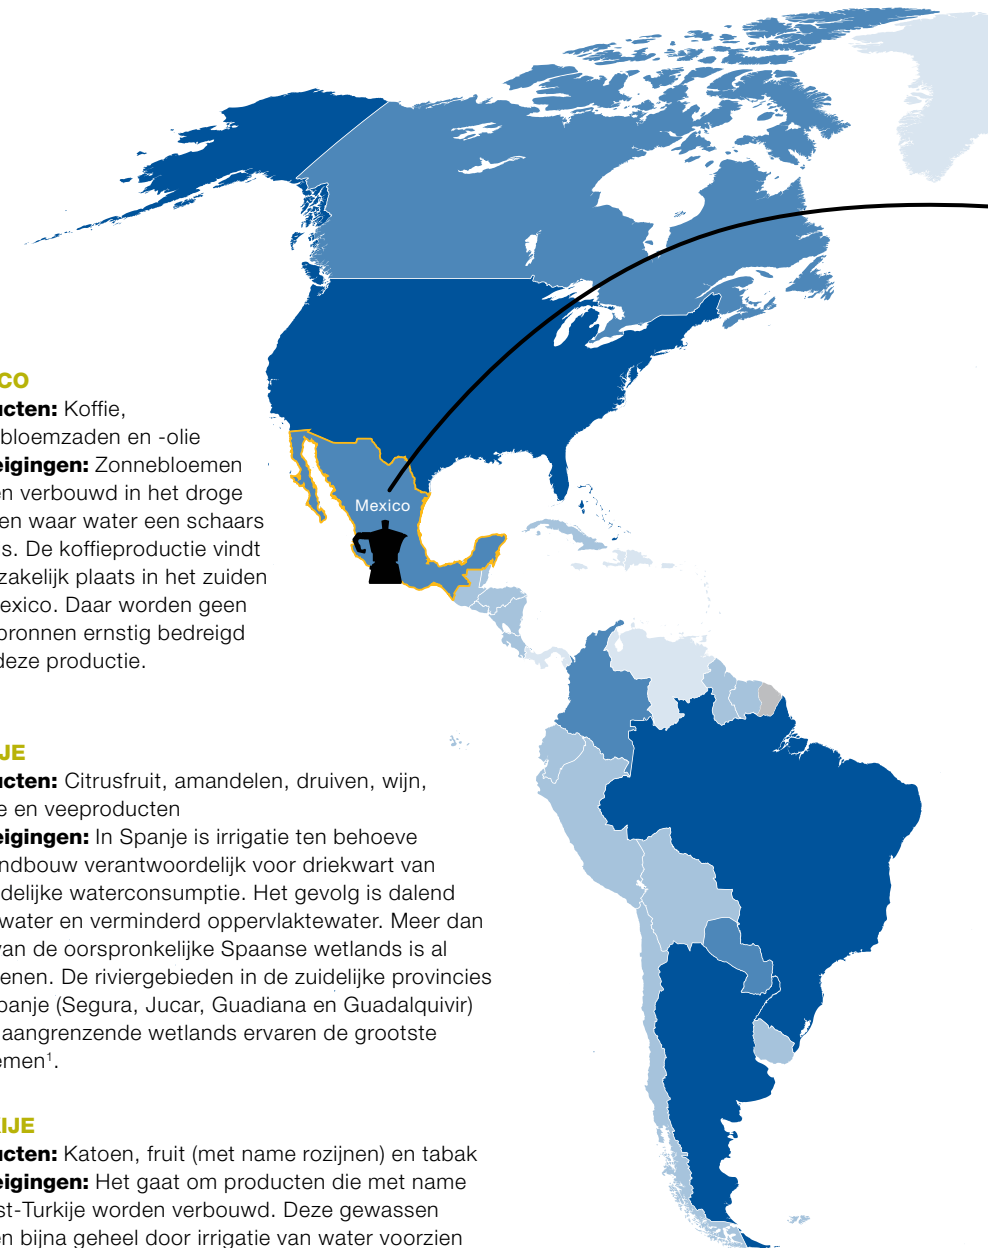 CO
ucten: Koffie,
bloemzaden en -olie
eigingen: Zonnebloemen
en verbouwd in het droge
en waar water een schaars
s. De koffieproductie vindt
zakelijk plaats in het zuiden
exico. Daar worden geen
bronnen ernstig bedreigd
deze productie.
Mexico
JE
ucten: Citrusfruit, amandelen, druiven, wijn,
e en veeproducten
eigingen: In Spanje is irrigatie ten behoeve
ndbouw verantwoordelijk voor driekwart van
delijke waterconsumptie. Het gevolg is dalend
water en verminderd oppervlaktewater. Meer dan
van de oorspronkelijke Spaanse wetlands is al
enen. De riviergebieden in de zuidelijke provincies
panje (Segura, Jucar, Guadiana en Guadalquivir)
aangrenzende wetlands ervaren de grootste
emen¹.
KIJE
ucten: Katoen, fruit (met name rozijnen) en tabak
eigingen: Het gaat om producten die met name
st-Turkije worden verbouwd. Deze gewassen
en bijna geheel door irrigatie van water voorzien